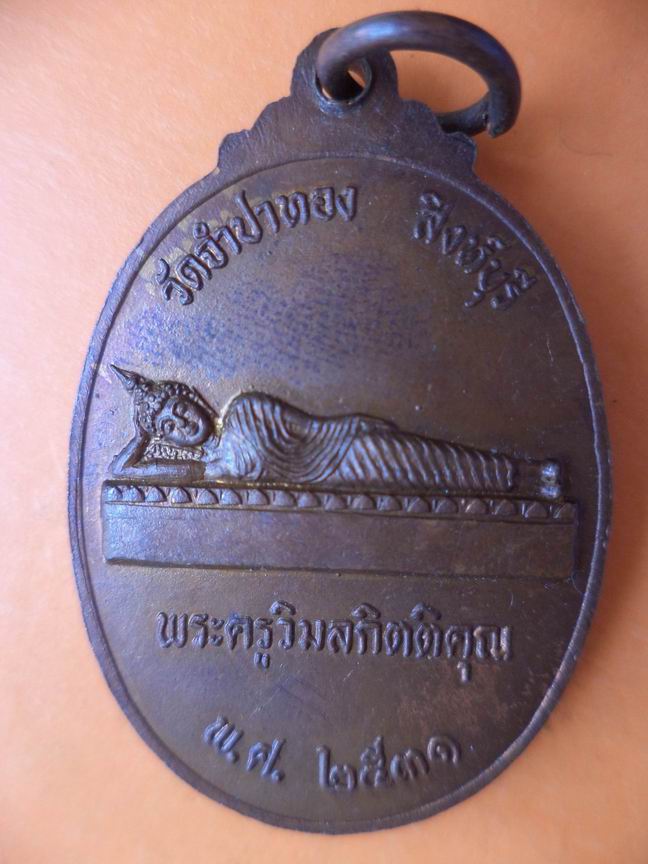 วัดจำปาทอง สิงห์บุรี
พระครูวิมลกิตติคุณ
พ.ศ. ๒๕๓๑